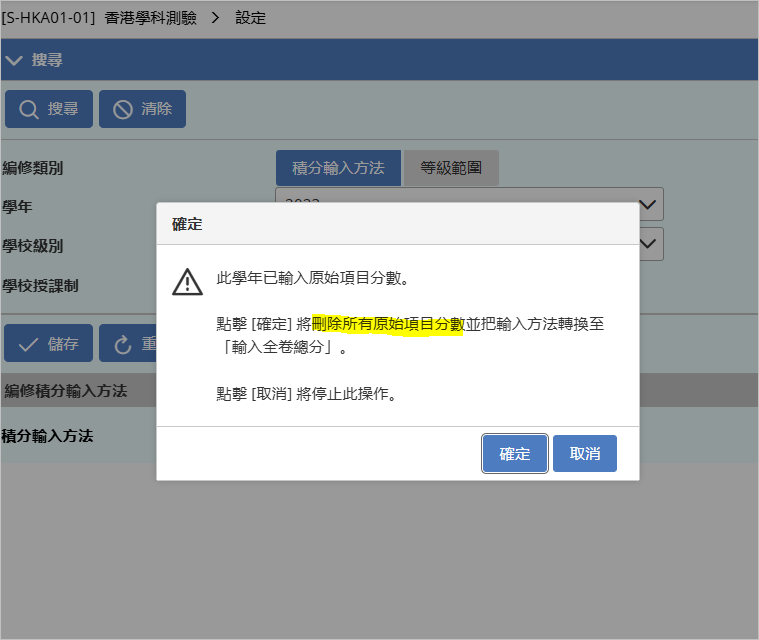 [S-HKA01-01] 香港學科測驗 > 設定
搜尋
搜尋 清除
編修類別 積分輸入方法 等級範圍
學年
學校級別
學校授課制
確定
此學年已輸入原始項目分數。
點擊 [確定] 將刪除所有原始項目分數並把輸入方法轉換至
「輸入全卷總分」。
點擊 [取消] 將停止此操作。
確定 取消
儲存 重
編修積分輸入方法
積分輸入方法